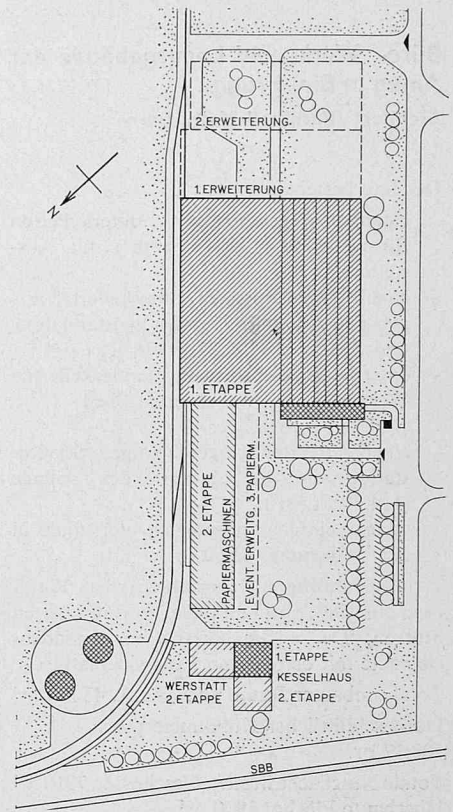 2. ERWEITERUNG
N
1. ERWEITERUNG
1. ETAPPE
2. ETAPPE
PAPIERMASCHINEN
EVENT. ERWEITG. 3. PAPIERM.
1. ETAPPE
KESSELHAUS
2. ETAPPE
WERSTATT
2. ETAPPE
SBB